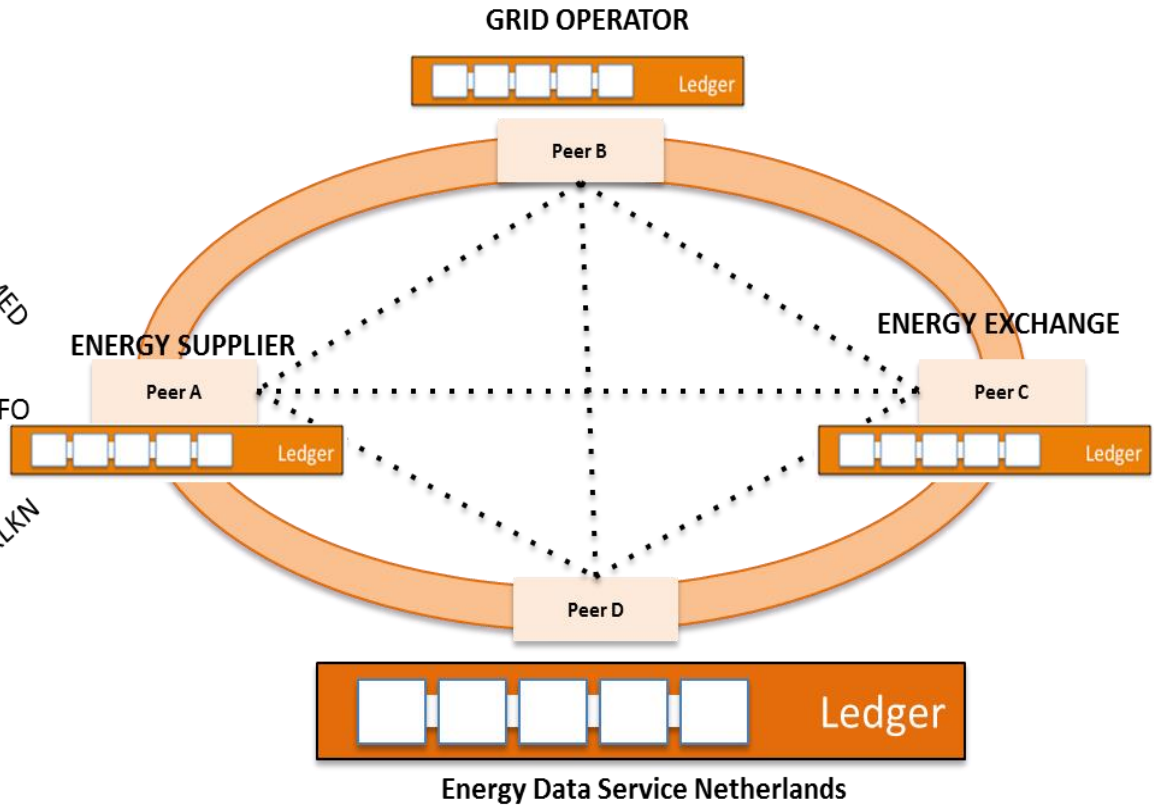 GRID OPERATOR
Ledger
Peer B
ENERGY EXCHANGE
ENERGY SUPPLIER
Peer A
Peer C
Ledger
Ledger
Peer D
Ledger
Energy Data Service Netherlands